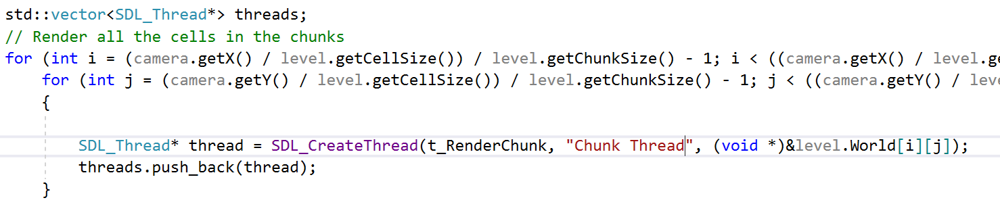 std::vector<SDL_Thread*> threads;
// Render all the cells in the chunks
for (int i = (camera.getX() / level.getCellSize()) / level.getChunkSize() - 1; i < ((camera.getX() / level.ge
for (int j = (camera.getY() / level.getCellSize()) / level.getChunkSize() - 1; j < ((camera.getY() / leve
{
SDL_Thread* thread = SDL_CreateThread(t_RenderChunk, "Chunk Thread", (void *)&level.World[i][j]);
threads.push_back(thread);
}